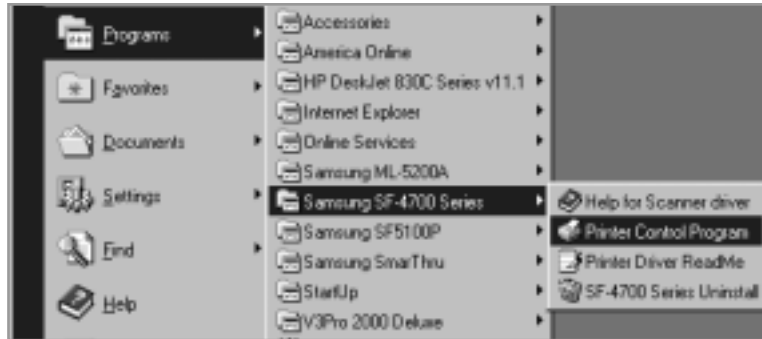 Programs
Favorites
Documents
Settings
Find
Help
Accessories
America Online
HP DeskJet 830C Series v11.1
Internet Explorer
Online Services
Samsung ML-5200A
Samsung SF-4700 Series
Samsung SF5100P
Samsung SmarThru
StartUp
V3Pro 2000 Deluxe
Help for Scanner driver
Printer Control Program
Printer Driver ReadMe
SF-4700 Series Uninstall